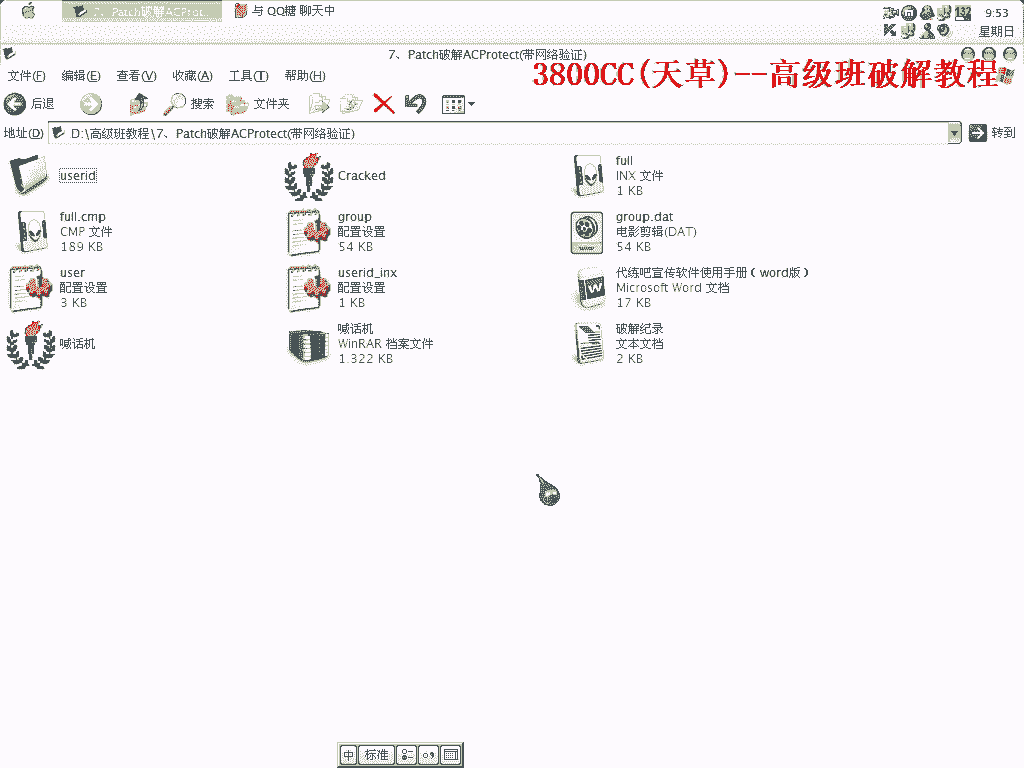 7、Patch破解ACProt...
与 QQ糖 聊天中
132
9:53
K
星期日
7、Patch破解ACProtect(带网络验证)
3800CC(天草)--高级班破解教程
文件(F) 编辑(E) 查看(V) 收藏(A) 工具(T) 帮助(H)
后退 搜索 文件夹
地址(D) D:\高级班教程\7、Patch破解ACProtect(带网络验证) 转到
userid
Cracked
full
INX 文件
1 KB
full.cmp
CMP 文件
189 KB
group
配置设置
54 KB
group.dat
电影剪辑(DAT)
54 KB
user
配置设置
3 KB
userid_inx
配置设置
1 KB
代练吧宣传软件使用手册（word版）
Microsoft Word 文档
17 KB
喊话机
喊话机
WinRAR 档案文件
1.322 KB
破解纪录
文本文档
2 KB
中 标准